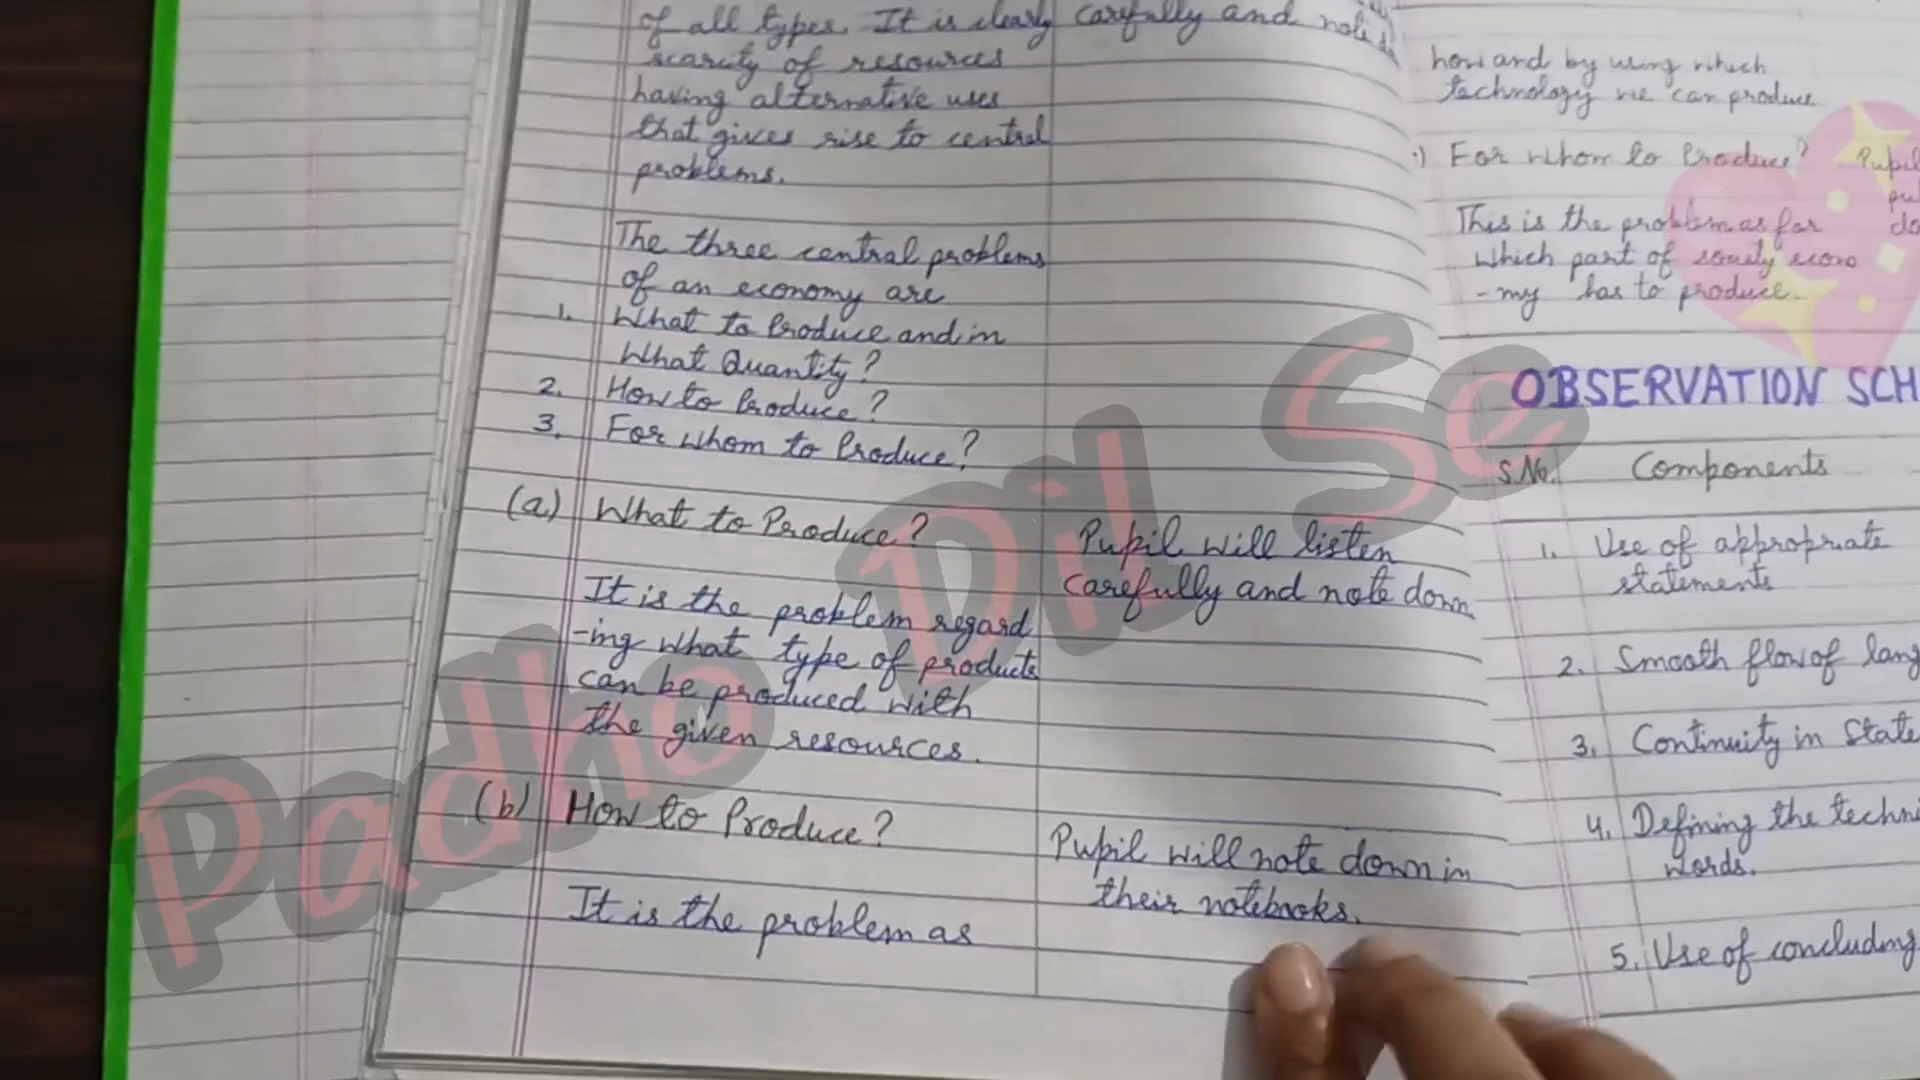 of all types. It is clearly
scarcity of resources
having alternative uses
that gives rise to central
problems.
The three central problems
of an economy are
1. What to Produce and in
What Quantity?
2. How to Produce?
3. For Whom to Produce?
(a) What to Produce?
It is the problem regard
-ing what type of products
can be produced with
the given resources.
(b) How to Produce?
It is the problem as
carefully and note
Pupil will listen
carefully and note down
Pupil will note down in
their notebooks.
how and by using which
technology we can produce
) For Whom to Produce?
Pupil
This is the problem as for
which part of society econo
-my has to produce.
OBSERVATION SCH
S.No. Components
1. Use of appropriate
statements
2. Smooth flow of lang
3. Continuity in State
4. Defining the techni
words.
5. Use of concluding
Padho Dil Se